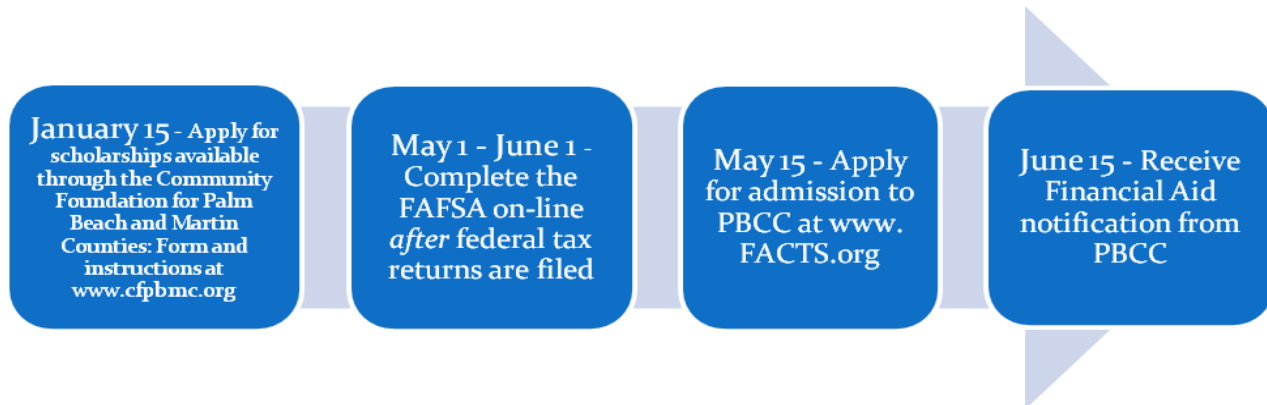 January 15 - Apply for
scholarships available
through the Community
Foundation for Palm
Beach and Martin
Counties: Form and
instructions at
www.cfpbmc.org
May 1 - June 1 -
Complete the
FAFSA on-line
after federal tax
returns are filed
May 15 - Apply
for admission to
PBCC at www.
FACTS.org
June 15 - Receive
Financial Aid
notification from
PBCC